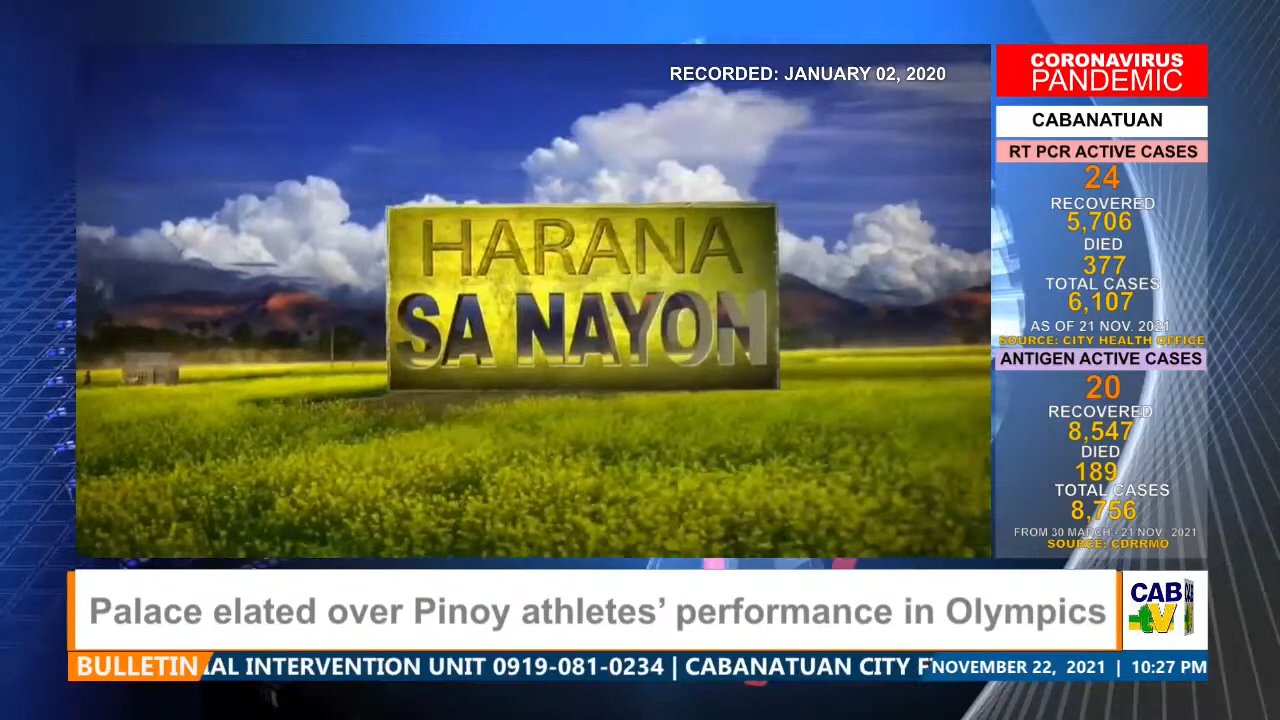 RECORDED: JANUARY 02, 2020
HARANA
SA NAYON
CORONAVIRUS
PANDEMIC
CABANATUAN
RT PCR ACTIVE CASES
24
RECOVERED
5,706
DIED
377
TOTAL CASES
6,107
AS OF 21 NOV. 2021
SOURCE: CITY HEALTH OFFICE
ANTIGEN ACTIVE CASES
20
RECOVERED
8,547
DIED
189
TOTAL CASES
8,756
FROM 30 MARCH - 21 NOV. 2021
SOURCE: CDRRMO
Palace elated over Pinoy athletes’ performance in Olympics
CAB
tV
BULLETIN
INTERVENTION UNIT 0919-081-0234 | CABANATUAN CITY
NOVEMBER 22, 2021 | 10:27 PM